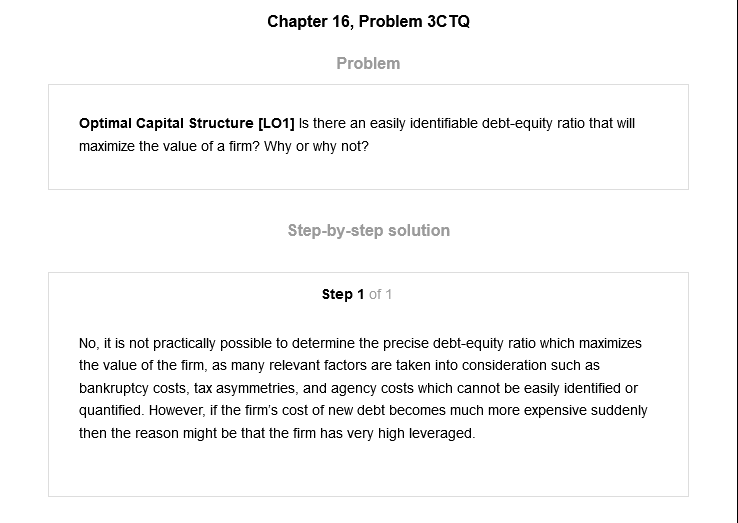 Chapter 16, Problem 3CTQ
Problem
Optimal Capital Structure [LO1] Is there an easily identifiable debt-equity ratio that will
maximize the value of a firm? Why or why not?
Step-by-step solution
Step 1 of 1
No, it is not practically possible to determine the precise debt-equity ratio which maximizes
the value of the firm, as many relevant factors are taken into consideration such as
bankruptcy costs, tax asymmetries, and agency costs which cannot be easily identified or
quantified. However, if the firm's cost of new debt becomes much more expensive suddenly
then the reason might be that the firm has very high leveraged.